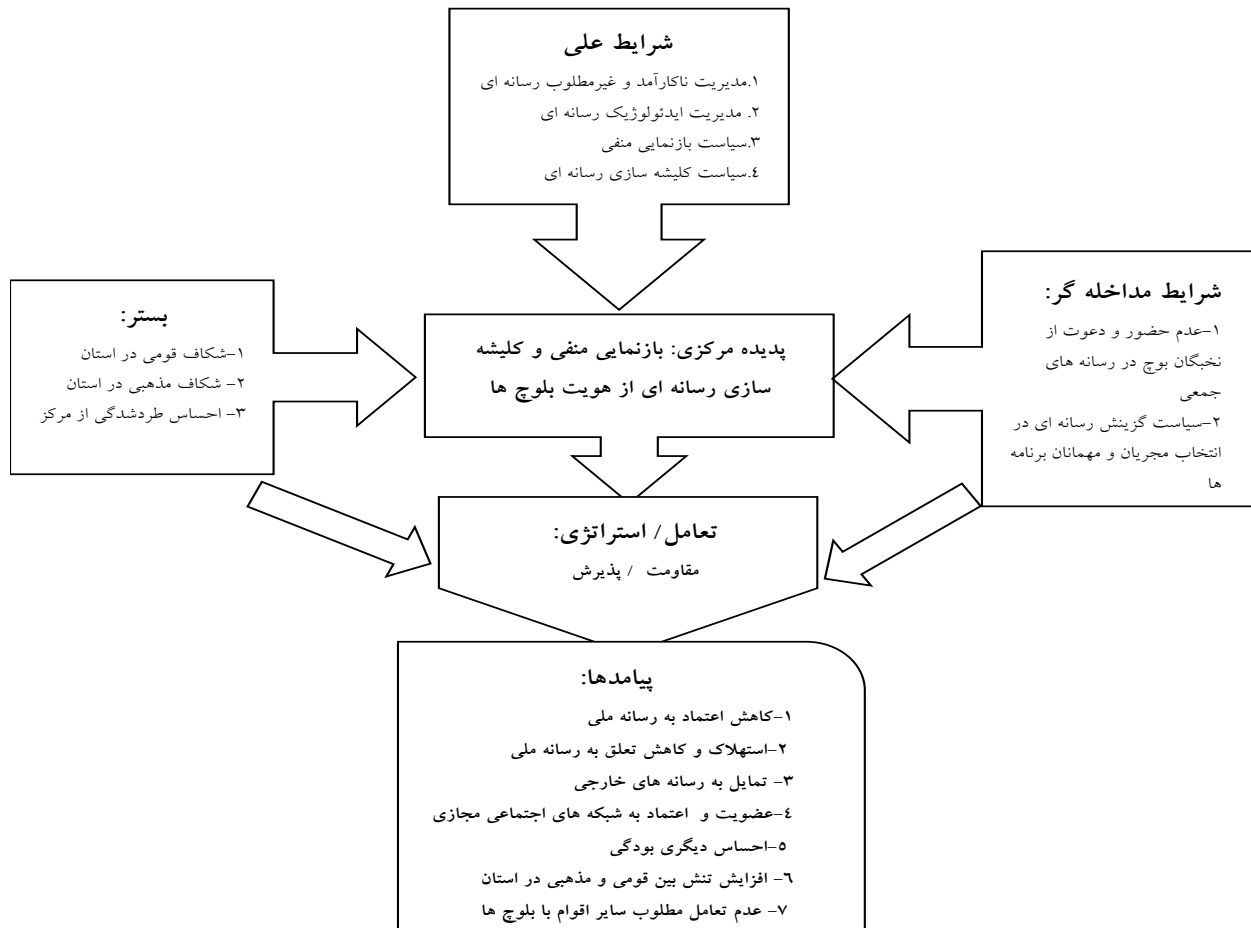 شرایط علی
۱.مدیریت ناکارآمد و غیرمطلوب رسانه ای
۲. مدیریت ایدئولوژیک رسانه ای
۳.سیاست بازنمایی منفی
٤.سیاست کلیشه سازی رسانه ای
شرایط مداخله گر:
۱-عدم حضور و دعوت از
نخبگان بوچ در رسانه های
جمعی
۲-سیاست گزینش رسانه ای در
انتخاب مجریان و مهمانان برنامه
ها
پدیده مرکزی: بازنمایی منفی و کلیشه
سازی رسانه ای از هویت بلوچ ها
بستر:
۱-شکاف قومی در استان
۲- شکاف مذهبی در استان
۳- احساس طردشدگی از مرکز
تعامل/ استراتژی:
مقاومت / پذیرش
پیامدها:
۱-کاهش اعتماد به رسانه ملی
۲-استهلاک و کاهش تعلق به رسانه ملی
۳- تمایل به رسانه های خارجی
٤-عضویت و اعتماد به شبکه های اجتماعی مجازی
٥-احساس دیگری بودگی
٦- افزایش تنش بین قومی و مذهبی در استان
۷- عدم تعامل مطلوب سایر اقوام با بلوچ ها